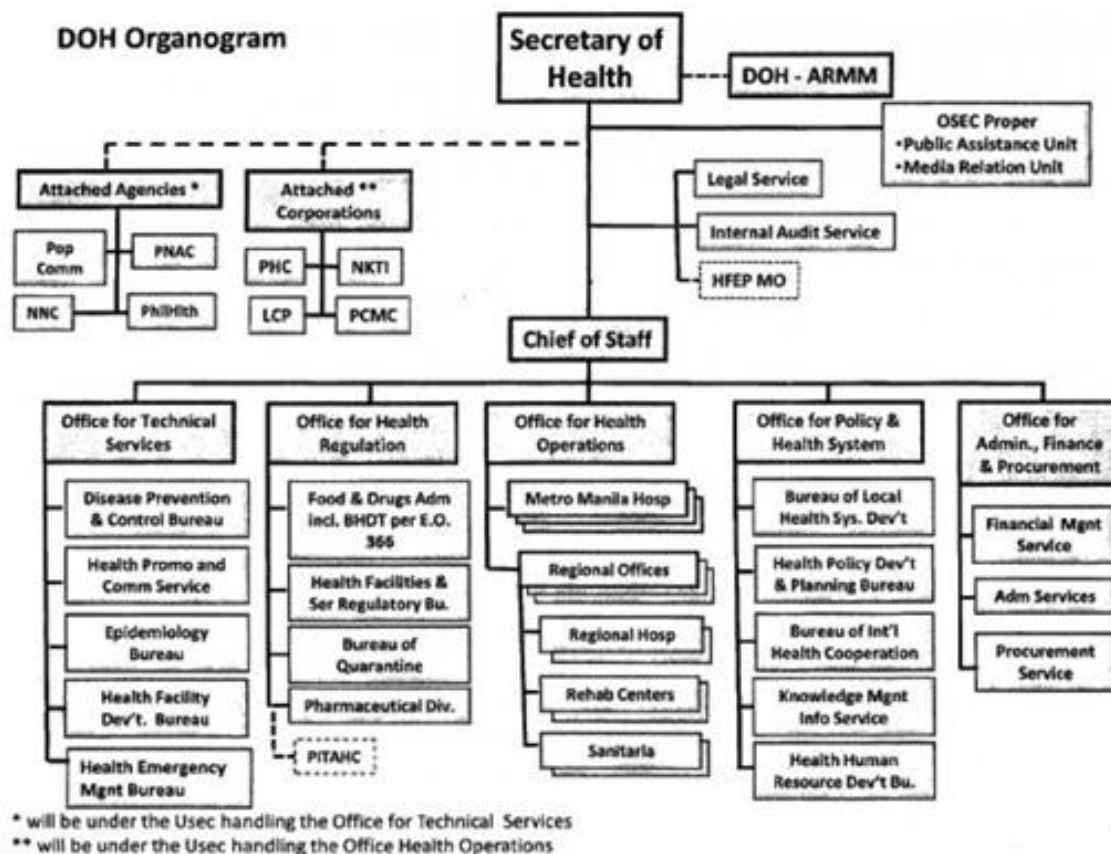 DOH Organogram
Secretary of
Health
DOH - ARMM
OSEC Proper
•Public Assistance Unit
•Media Relation Unit
Attached Agencies *
Attached **
Corporations
Legal Service
Internal Audit Service
HFEP MO
Pop
Comm
PNAC
NNC
PhilHlth
PHC
NKTI
LCP
PCMC
Chief of Staff
Office for Technical
Services
Disease Prevention
& Control Bureau
Health Promo and
Comm Service
Epidemiology
Bureau
Health Facility
Dev't. Bureau
Health Emergency
Mgnt Bureau
Office for Health
Regulation
Food & Drugs Adm
incl. BHDT per E.O.
366
Health Facilities &
Ser Regulatory Bu.
Bureau of
Quarantine
Pharmaceutical Div.
PITAHC
Office for Health
Operations
Metro Manila Hosp
Regional Offices
Regional Hosp
Rehab Centers
Sanitaria
Office for Policy &
Health System
Bureau of Local
Health Sys. Dev't
Health Policy Dev't
& Planning Bureau
Bureau of Int'l
Health Cooperation
Knowledge Mgnt
Info Service
Health Human
Resource Dev't Bu.
Office for
Admin., Finance
& Procurement
Financial Mgnt
Service
Adm Services
Procurement
Service
* will be under the Usec handling the Office for Technical Services
** will be under the Usec handling the Office Health Operations